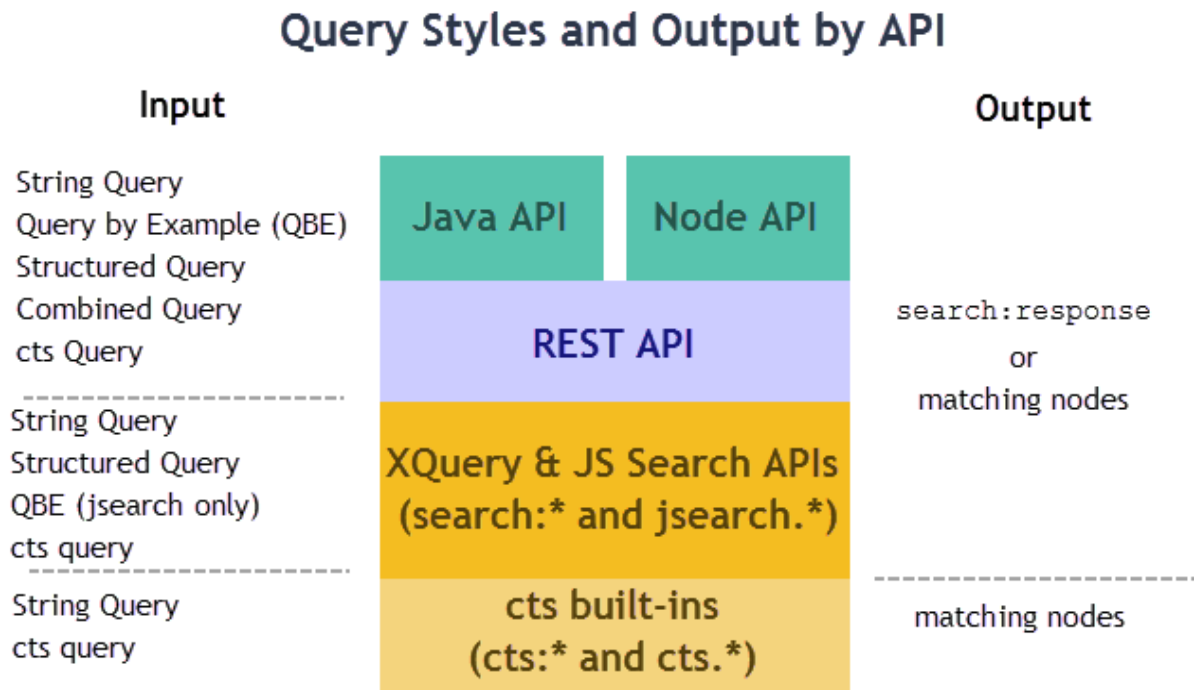 Query Styles and Output by API
Input
Output
String Query
Query by Example (QBE)
Structured Query
Combined Query
cts Query
Java API
Node API
REST API
search:response
or
matching nodes
String Query
Structured Query
QBE (jsearch only)
cts query
XQuery & JS Search APIs
(search:* and jsearch.*)
String Query
cts query
cts built-ins
(cts:* and cts.*)
matching nodes